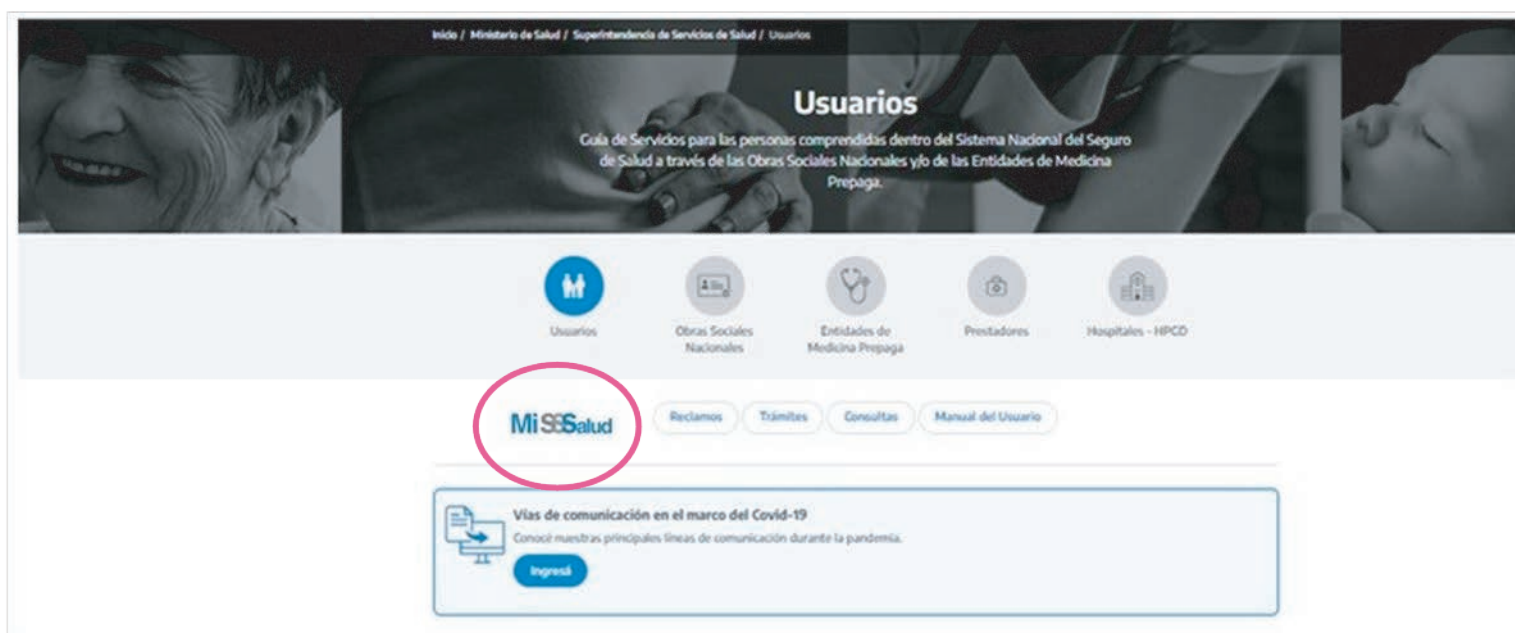 Inicio / Ministerio de Salud / Superintendencia de Servicios de Salud / Usuarios
Usuarios
Guía de Servicios para las personas comprendidas dentro del Sistema Nacional del Seguro
de Salud a través de las Obras Sociales Nacionales y/o de las Entidades de Medicina
Prepaga.
Usuarios
Obras Sociales
Nacionales
Entidades de
Medicina Prepaga
Prestadores
Hospitales - HPGD
Mi SSSalud
Reclamos
Trámites
Consultas
Manual del Usuario
Vías de comunicación en el marco del Covid-19
Conocé nuestras principales líneas de comunicación durante la pandemia.
Ingresá